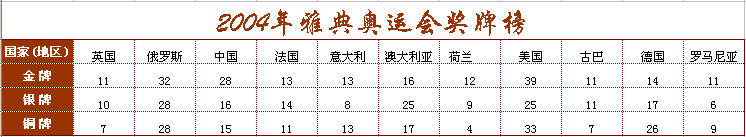 2004年雅典奥运会奖牌榜
国家(地区) 英国 俄罗斯 中国 法国 意大利 澳大利亚 荷兰 美国 古巴 德国 罗马尼亚
金牌 11 32 28 13 13 16 12 39 11 14 11
银牌 10 28 16 14 8 25 9 25 11 17 6
铜牌 7 28 15 11 13 17 4 33 7 26 9